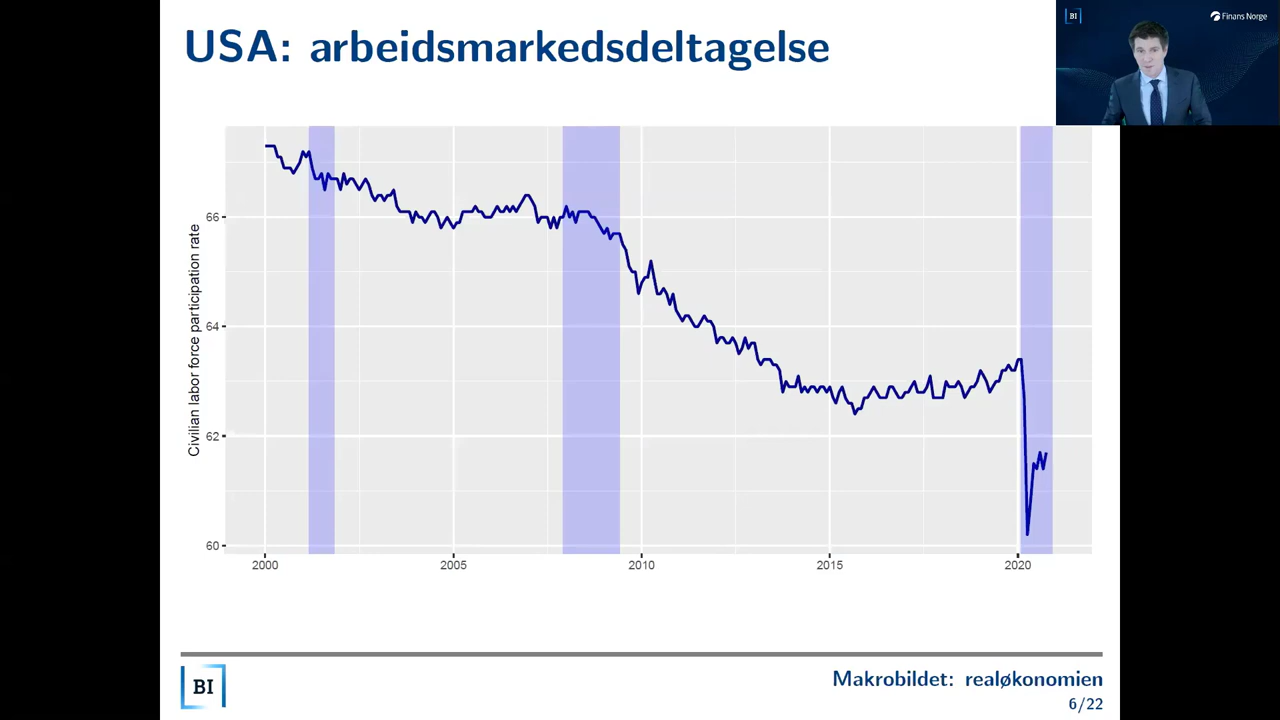 USA: arbeidsmarkedsdeltagelse
BI
Finans Norge
Civilian labor force participation rate
66
64
62
60
2000 2005 2010 2015 2020
BI
Makrobildet: realøkonomien
6/22